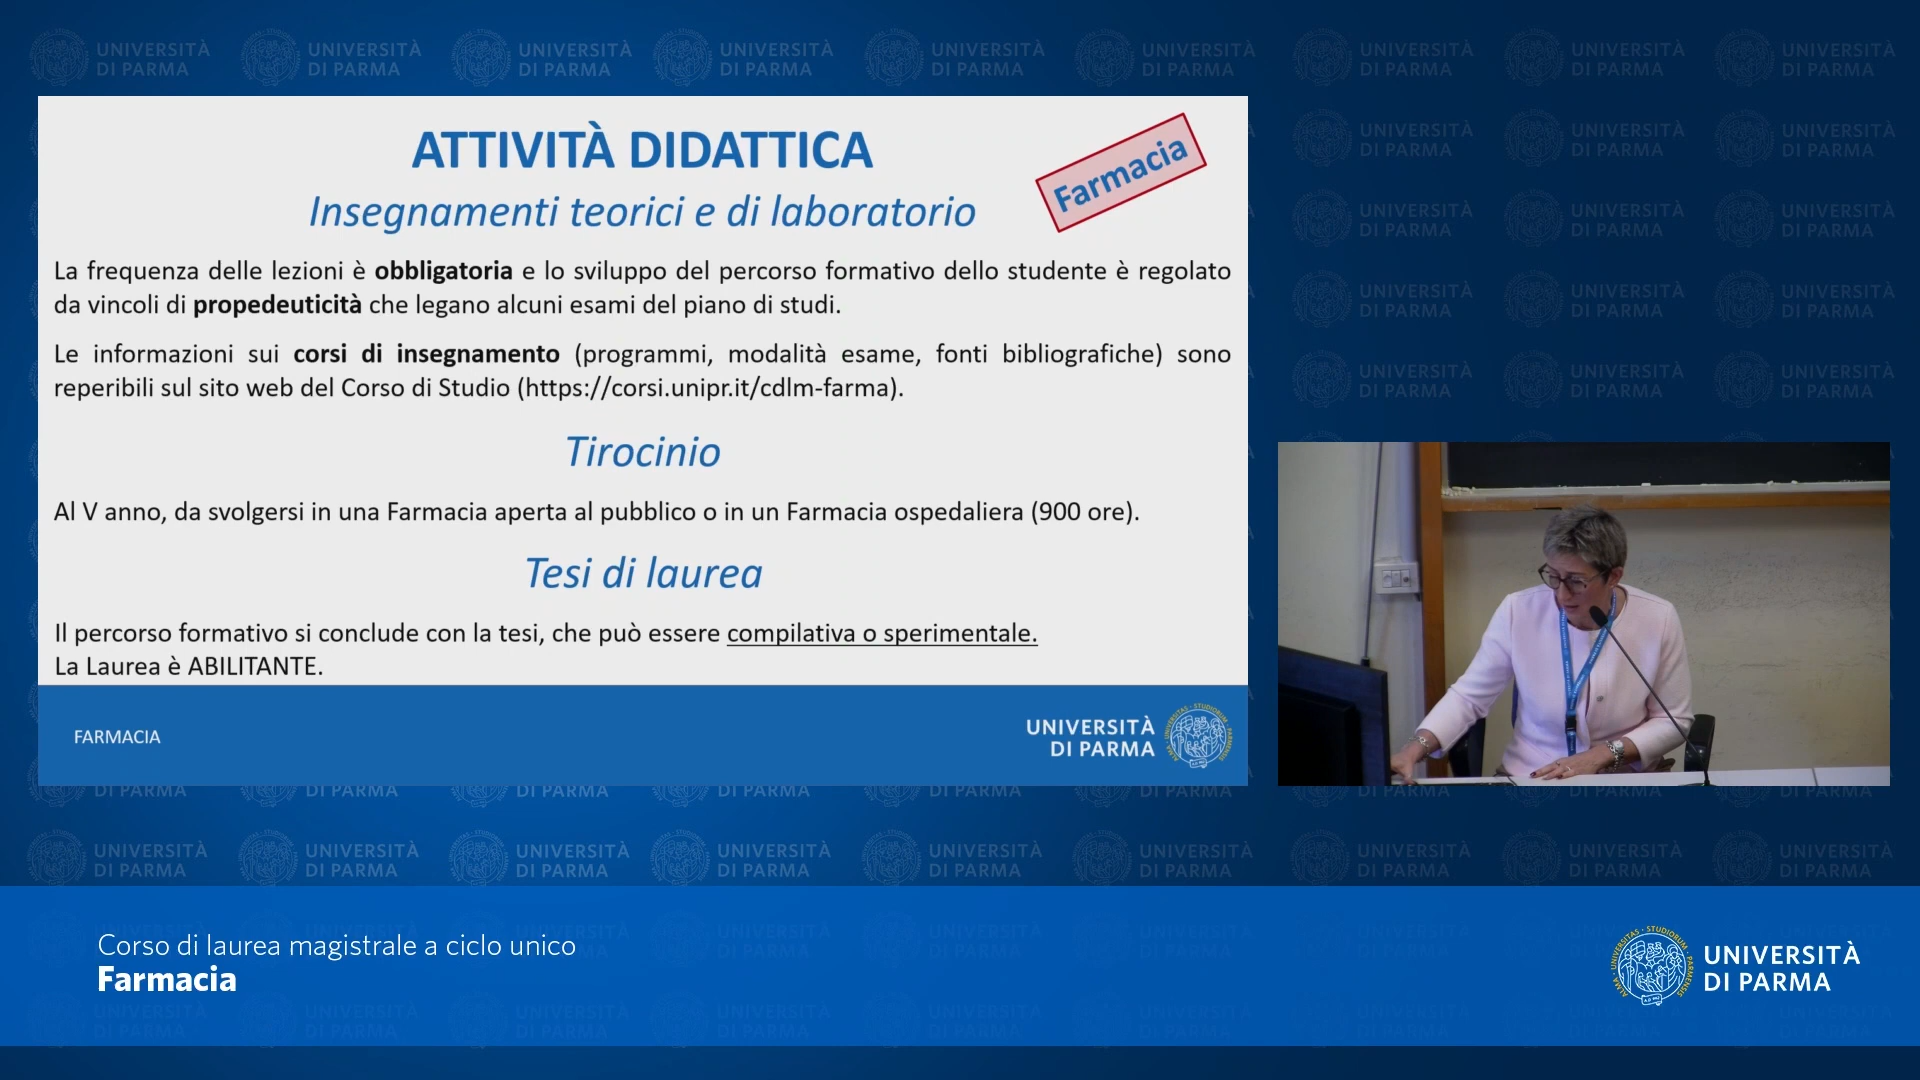 ATTIVITÀ DIDATTICA
Farmacia
Insegnamenti teorici e di laboratorio
La frequenza delle lezioni è obbligatoria e lo sviluppo del percorso formativo dello studente è regolato
da vincoli di propedeuticità che legano alcuni esami del piano di studi.
Le informazioni sui corsi di insegnamento (programmi, modalità esame, fonti bibliografiche) sono
reperibili sul sito web del Corso di Studio (https://corsi.unipr.it/cdlm-farma).
Tirocinio
Al V anno, da svolgersi in una Farmacia aperta al pubblico o in un Farmacia ospedaliera (900 ore).
Tesi di laurea
Il percorso formativo si conclude con la tesi, che può essere compilativa o sperimentale.
La Laurea è ABILITANTE.
FARMACIA
UNIVERSITÀ
DI PARMA
Corso di laurea magistrale a ciclo unico
Farmacia
UNIVERSITÀ
DI PARMA